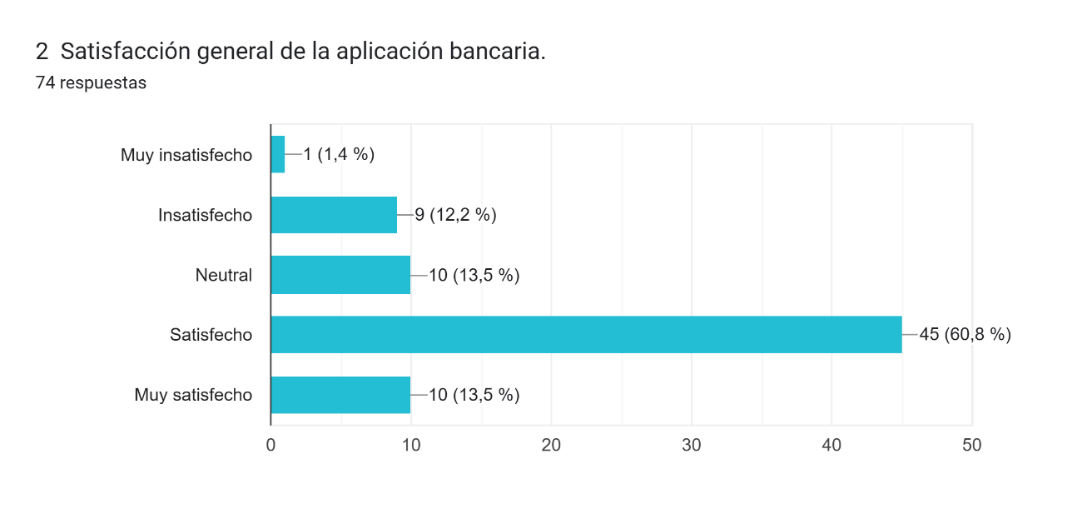 2 Satisfacción general de la aplicación bancaria.
74 respuestas
Muy insatisfecho 1 (1,4 %)
Insatisfecho 9 (12,2 %)
Neutral 10 (13,5 %)
Satisfecho 45 (60,8 %)
Muy satisfecho 10 (13,5 %)
0 10 20 30 40 50